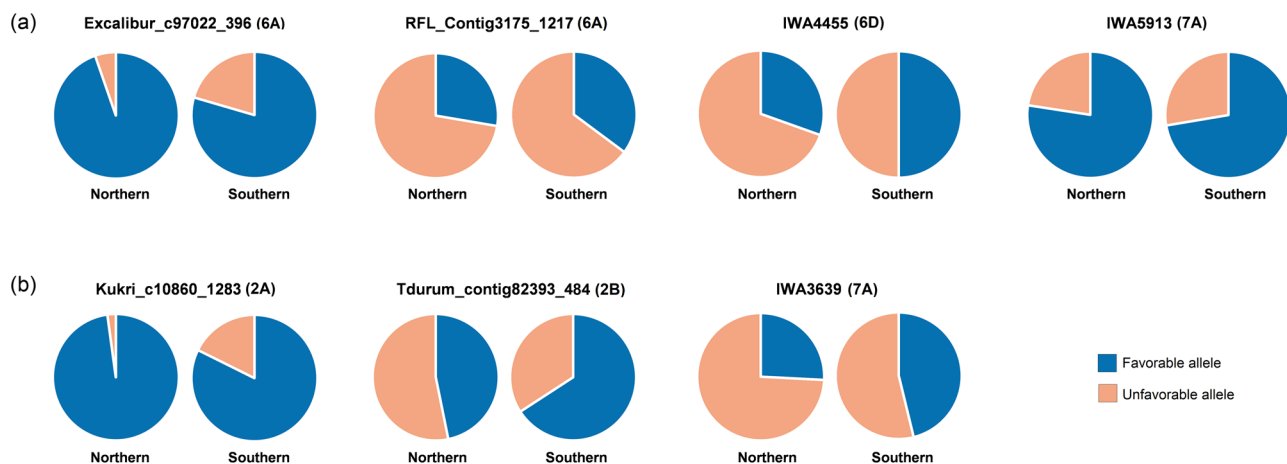 (a)
Excalibur_c97022_396 (6A)
RFL_Contig3175_1217 (6A)
IWA4455 (6D)
IWA5913 (7A)
Northern
Southern
Northern
Southern
Northern
Southern
Northern
Southern
(b)
Kukri_c10860_1283 (2A)
Tdurum_contig82393_484 (2B)
IWA3639 (7A)
Favorable allele
Unfavorable allele
Northern
Southern
Northern
Southern
Northern
Southern